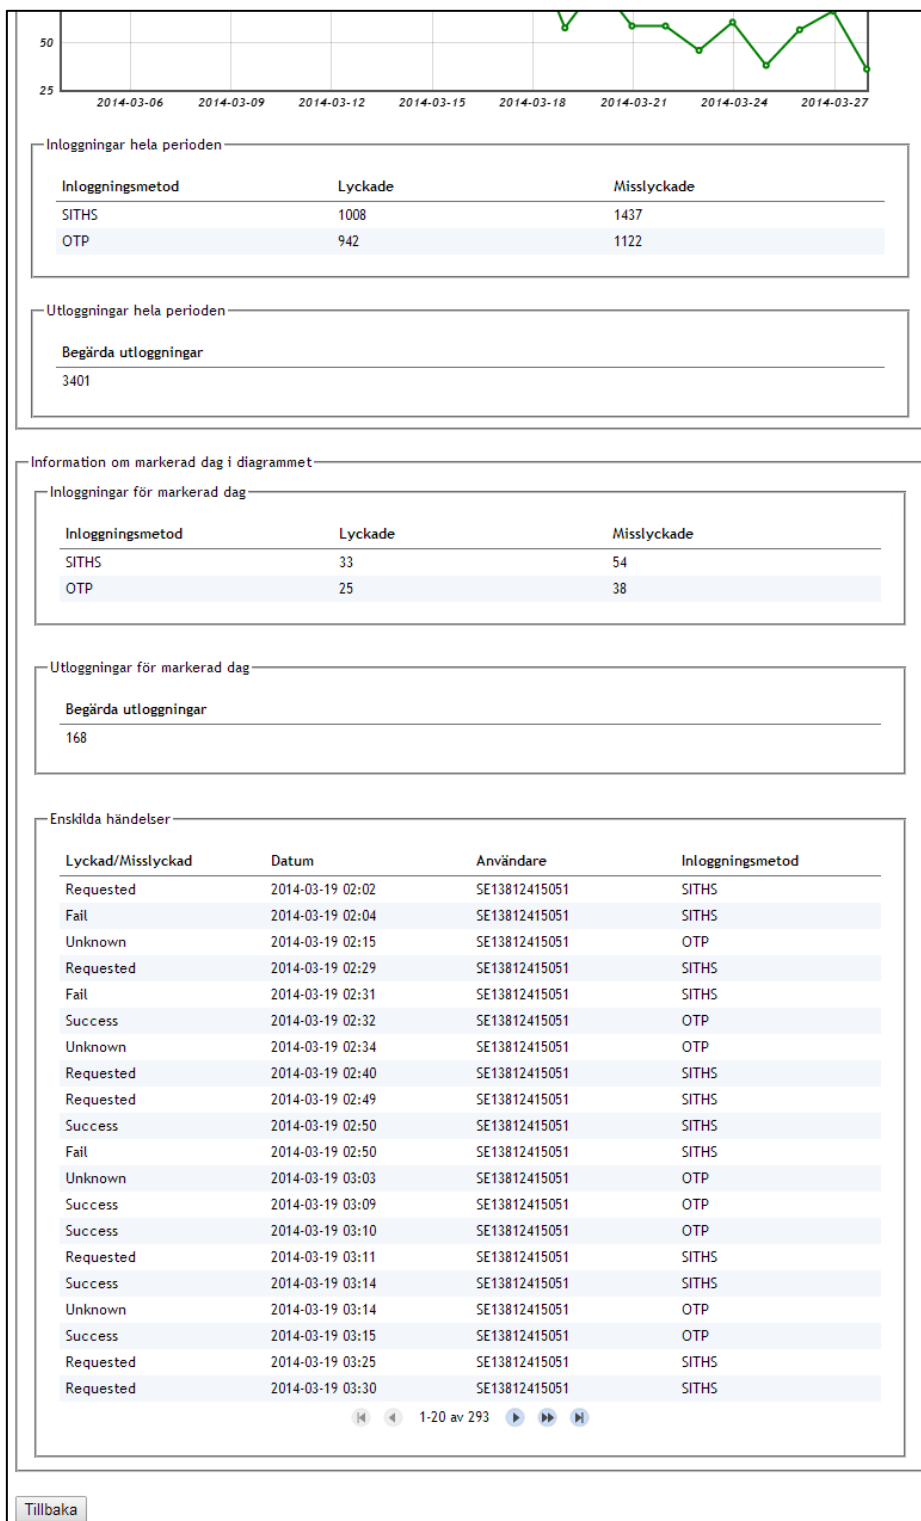 50
25
2014-03-06 2014-03-09 2014-03-12 2014-03-15 2014-03-18 2014-03-21 2014-03-24 2014-03-27
Inloggningar hela perioden
Inloggningsmetod Lyckade Misslyckade
SITHS 1008 1437
OTP 942 1122
Utloggningar hela perioden
Begärda utloggningar
3401
Information om markerad dag i diagrammet
Inloggningar för markerad dag
Inloggningsmetod Lyckade Misslyckade
SITHS 33 54
OTP 25 38
Utloggningar för markerad dag
Begärda utloggningar
168
Enskilda händelser
Lyckad/Misslyckad Datum Användare Inloggningsmetod
Requested 2014-03-19 02:02 SE13812415051 SITHS
Fail 2014-03-19 02:04 SE13812415051 SITHS
Unknown 2014-03-19 02:15 SE13812415051 OTP
Requested 2014-03-19 02:29 SE13812415051 SITHS
Fail 2014-03-19 02:31 SE13812415051 SITHS
Success 2014-03-19 02:32 SE13812415051 OTP
Unknown 2014-03-19 02:34 SE13812415051 OTP
Requested 2014-03-19 02:40 SE13812415051 SITHS
Requested 2014-03-19 02:49 SE13812415051 SITHS
Success 2014-03-19 02:50 SE13812415051 SITHS
Fail 2014-03-19 02:50 SE13812415051 SITHS
Unknown 2014-03-19 03:03 SE13812415051 OTP
Success 2014-03-19 03:09 SE13812415051 OTP
Success 2014-03-19 03:10 SE13812415051 OTP
Requested 2014-03-19 03:11 SE13812415051 SITHS
Success 2014-03-19 03:14 SE13812415051 SITHS
Unknown 2014-03-19 03:14 SE13812415051 OTP
Success 2014-03-19 03:15 SE13812415051 OTP
Requested 2014-03-19 03:25 SE13812415051 SITHS
Requested 2014-03-19 03:30 SE13812415051 SITHS
1-20 av 293
Tillbaka